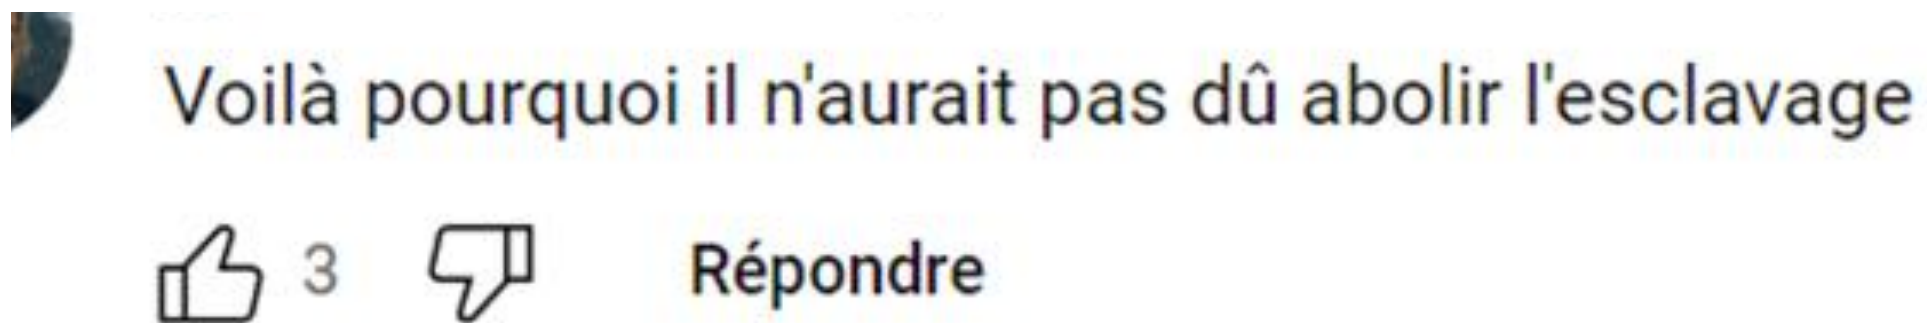 Voilà pourquoi il n'aurait pas dû abolir l'esclavage
3 Répondre